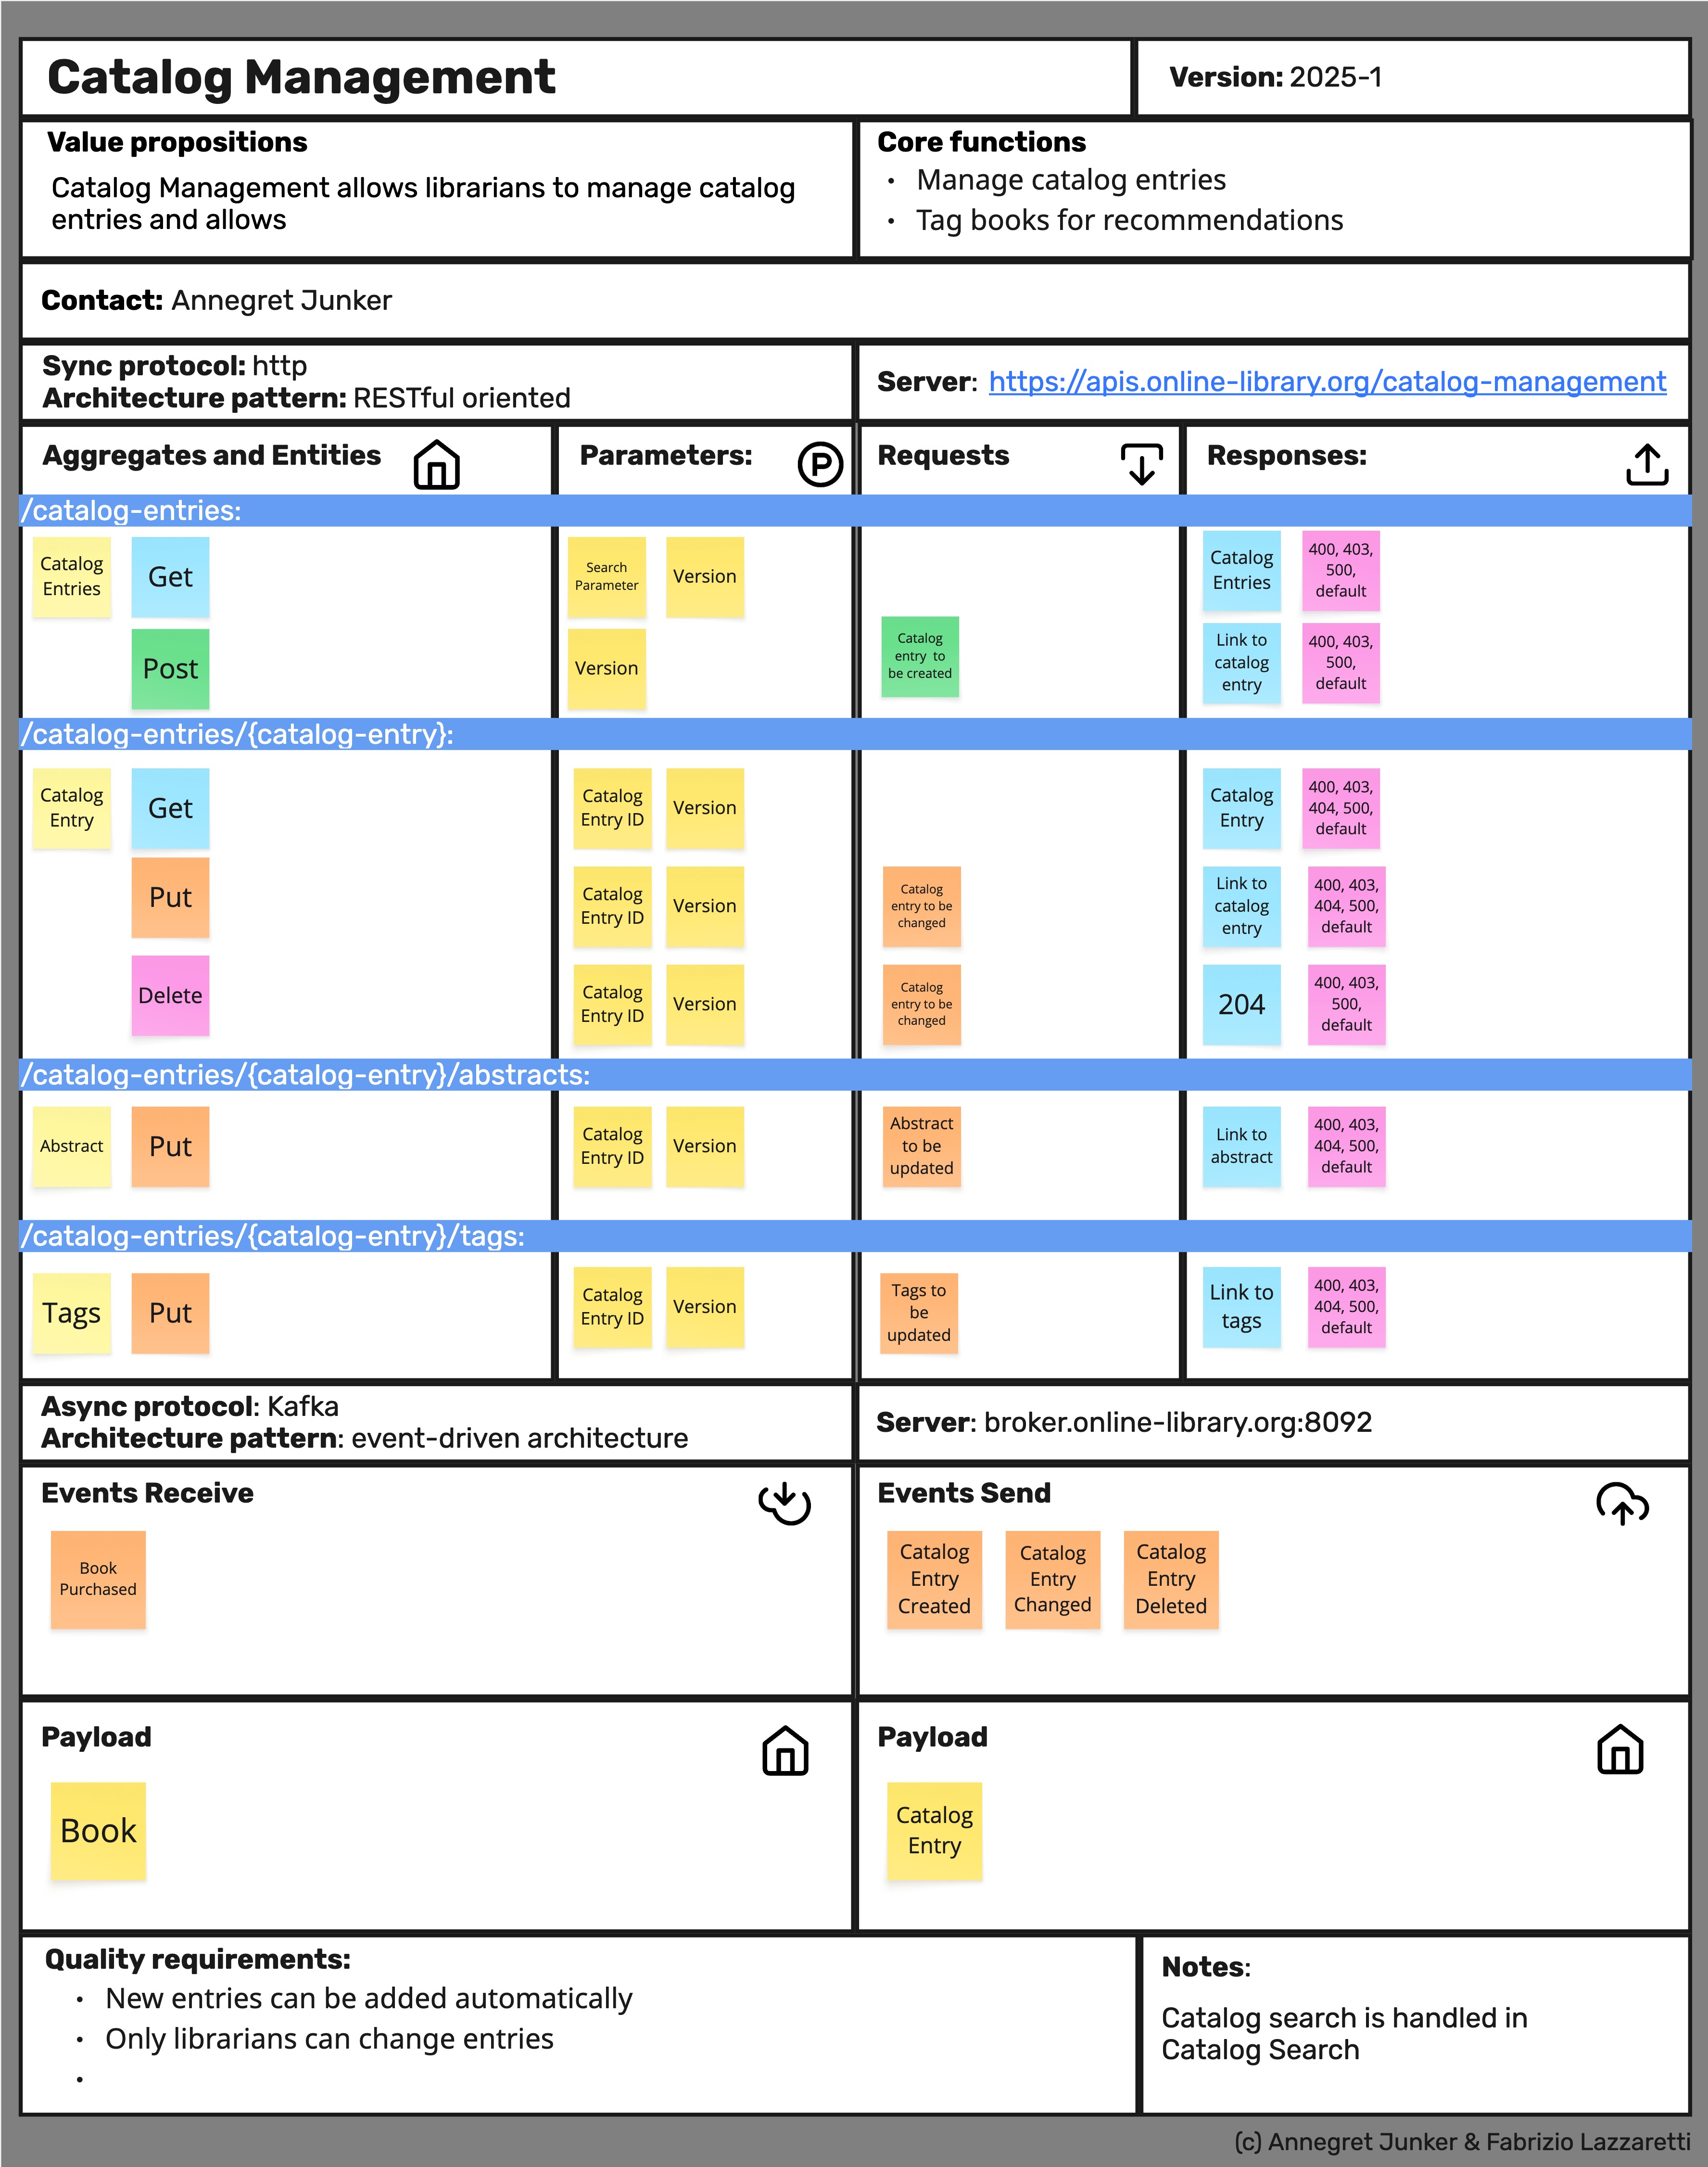 Catalog Management
Version: 2025-1
Value propositions
Catalog Management allows librarians to manage catalog
entries and allows
Core functions
• Manage catalog entries
• Tag books for recommendations
Contact: Annegret Junker
Sync protocol: http
Architecture pattern: RESTful oriented
Server: https://apis.online-library.org/catalog-management
Aggregates and Entities
Parameters:
P
Requests
Responses:
/catalog-entries:
Catalog
Entries
Get
Search
Parameter
Version
Catalog
Entries
400, 403,
500,
default
Post
Version
Catalog
entry to
be created
Link to
catalog
entry
400, 403,
500,
default
/catalog-entries/{catalog-entry}:
Catalog
Entry
Get
Catalog
Entry ID
Version
Catalog
Entry
400, 403,
404, 500,
default
Put
Catalog
Entry ID
Version
Catalog
entry to be
changed
Link to
catalog
entry
400, 403,
404, 500,
default
Delete
Catalog
Entry ID
Version
Catalog
entry to be
changed
204
400, 403,
500,
default
/catalog-entries/{catalog-entry}/abstracts:
Abstract
Put
Catalog
Entry ID
Version
Abstract
to be
updated
Link to
abstract
400, 403,
404, 500,
default
/catalog-entries/{catalog-entry}/tags:
Tags
Put
Catalog
Entry ID
Version
Tags to
be
updated
Link to
tags
400, 403,
404, 500,
default
Async protocol: Kafka
Architecture pattern: event-driven architecture
Server: broker.online-library.org:8092
Events Receive
Book
Purchased
Events Send
Catalog
Entry
Created
Catalog
Entry
Changed
Catalog
Entry
Deleted
Payload
Book
Payload
Catalog
Entry
Quality requirements:
• New entries can be added automatically
• Only librarians can change entries
•
Notes:
Catalog search is handled in
Catalog Search
(c) Annegret Junker & Fabrizio Lazzaretti